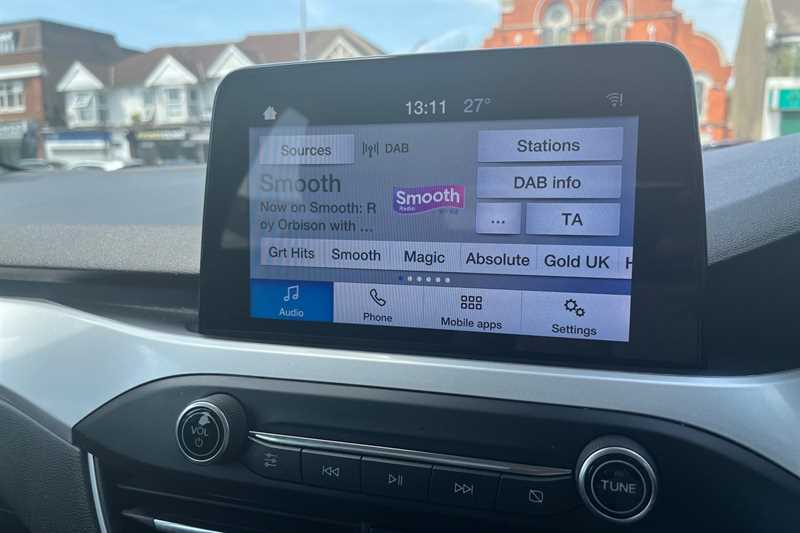 13:11 27°
Sources
DAB
Stations
Smooth
Smooth
Radio
DAB info
Now on Smooth: R
oy Orbison with ...
...
TA
Grt Hits
Smooth
Magic
Absolute
Gold UK
Audio
Phone
Mobile apps
Settings
VOL
TUNE